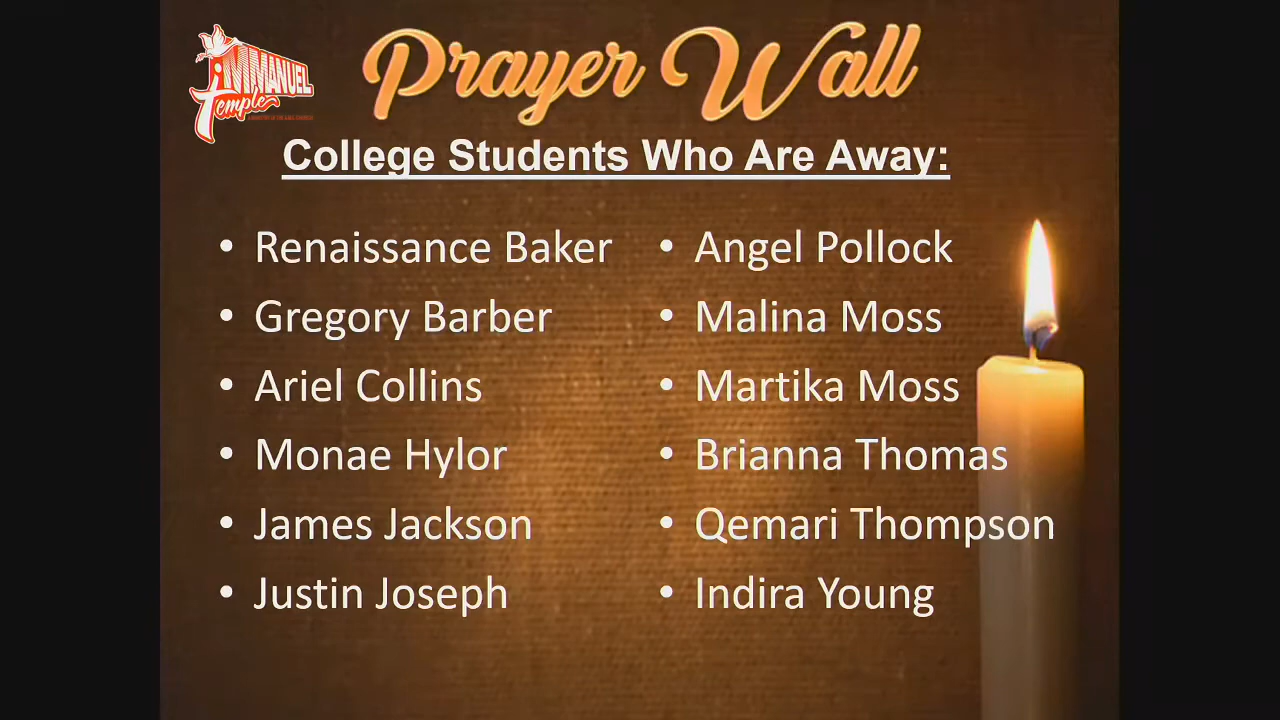 iMMANUEL
Temple
Prayer Wall
College Students Who Are Away:
• Renaissance Baker
• Gregory Barber
• Ariel Collins
• Monae Hylor
• James Jackson
• Justin Joseph
• Angel Pollock
• Malina Moss
• Martika Moss
• Brianna Thomas
• Qemari Thompson
• Indira Young